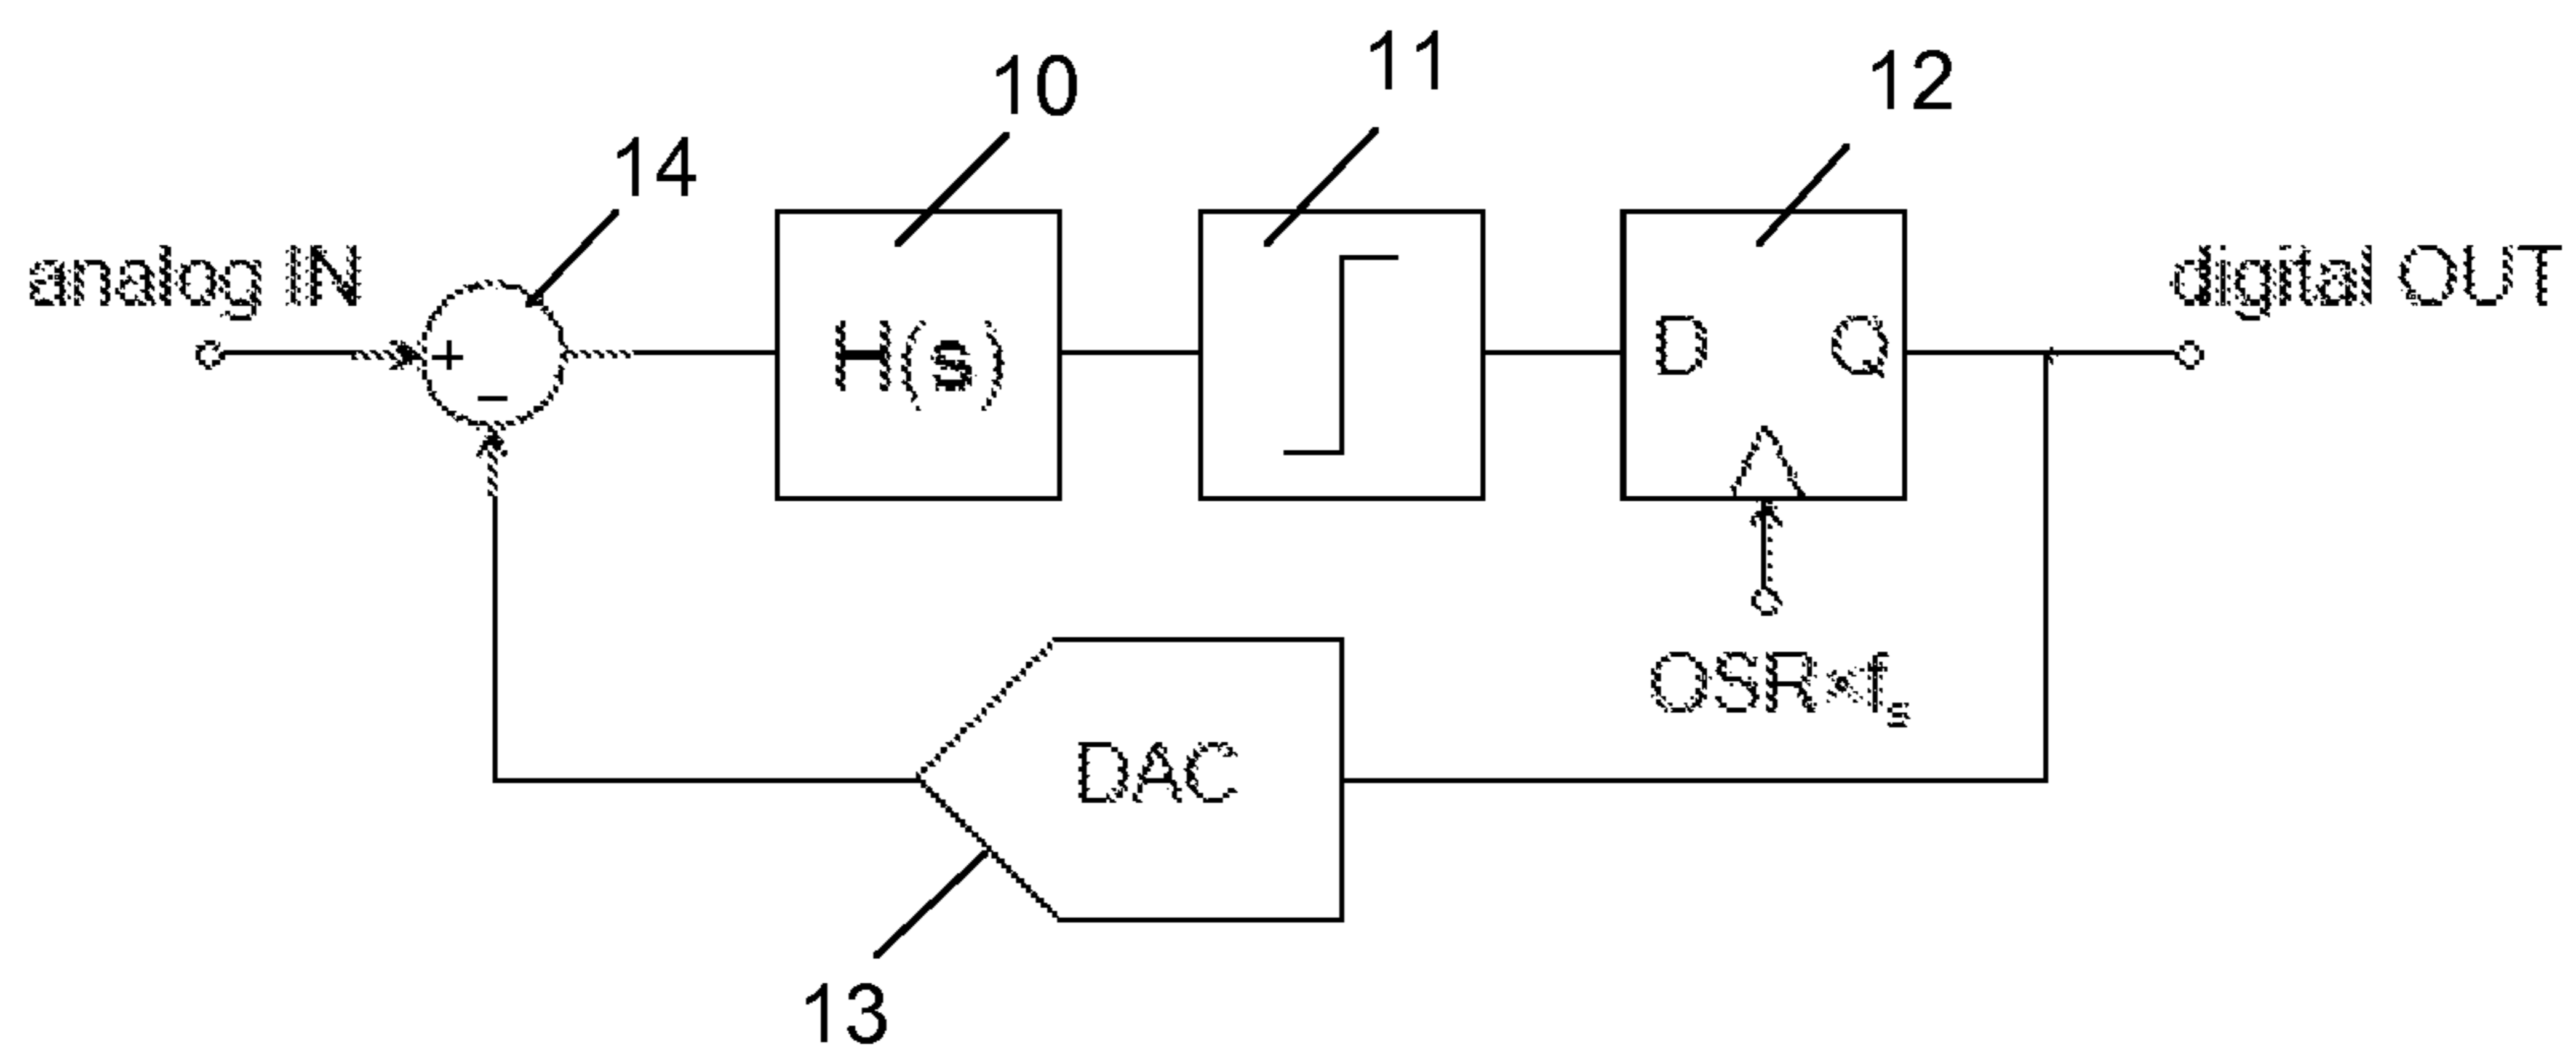 10
11
12
14
analog IN
digital OUT
+
−
H(s)
D Q
OSR×fs
DAC
13